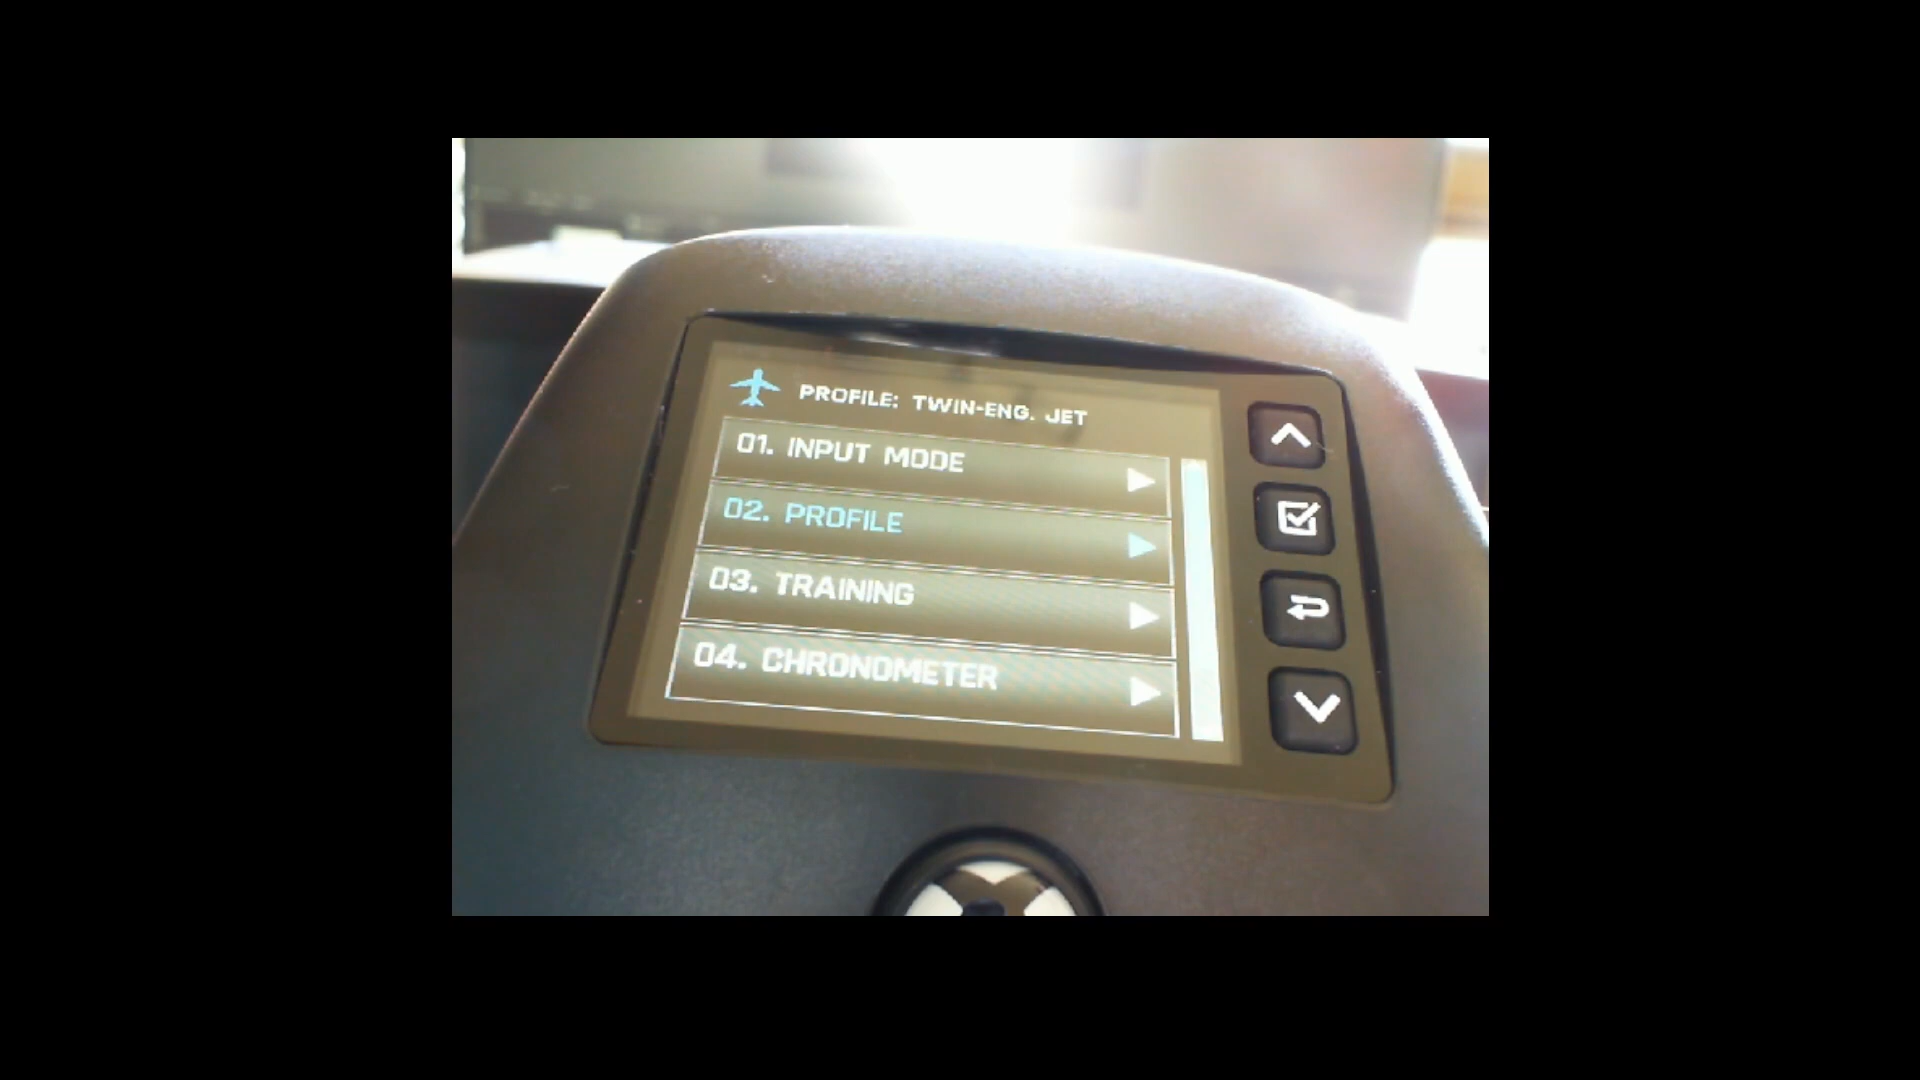 PROFILE: TWIN-ENG. JET
01. INPUT MODE
02. PROFILE
03. TRAINING
04. CHRONOMETER